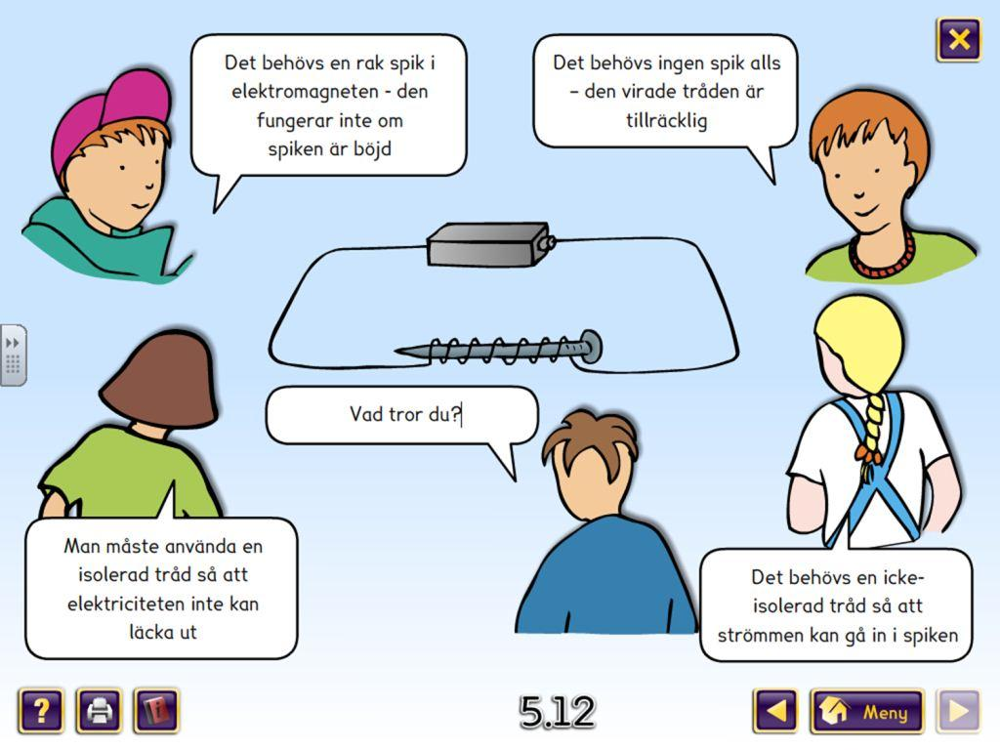 Det behövs en rak spik i
elektromagneten - den
fungerar inte om
spiken är böjd
Det behövs ingen spik alls
– den virade tråden är
tillräcklig
Vad tror du?
Man måste använda en
isolerad tråd så att
elektriciteten inte kan
läcka ut
Det behövs en icke-
isolerad tråd så att
strömmen kan gå in i spiken
?
i
5.12
Meny